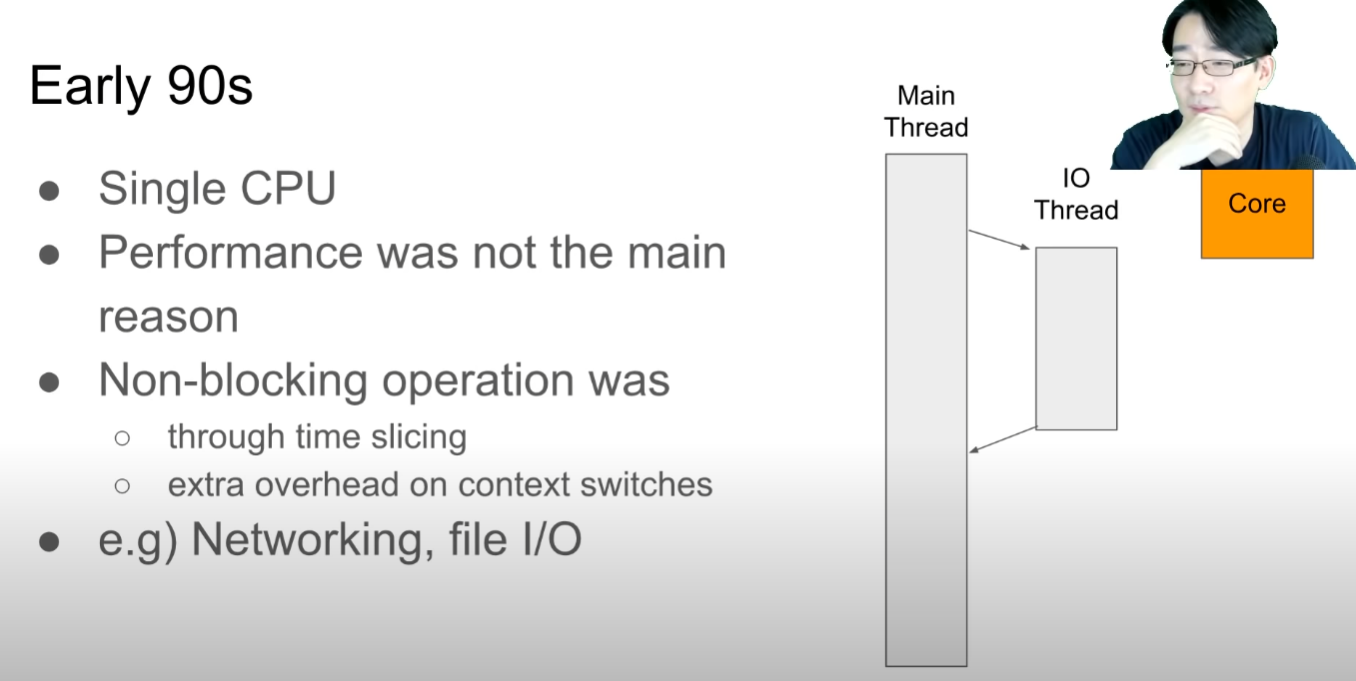 Early 90s
Single CPU
Performance was not the main
reason
Non-blocking operation was
through time slicing
extra overhead on context switches
e.g) Networking, file I/O
Main
Thread
IO
Thread
Core